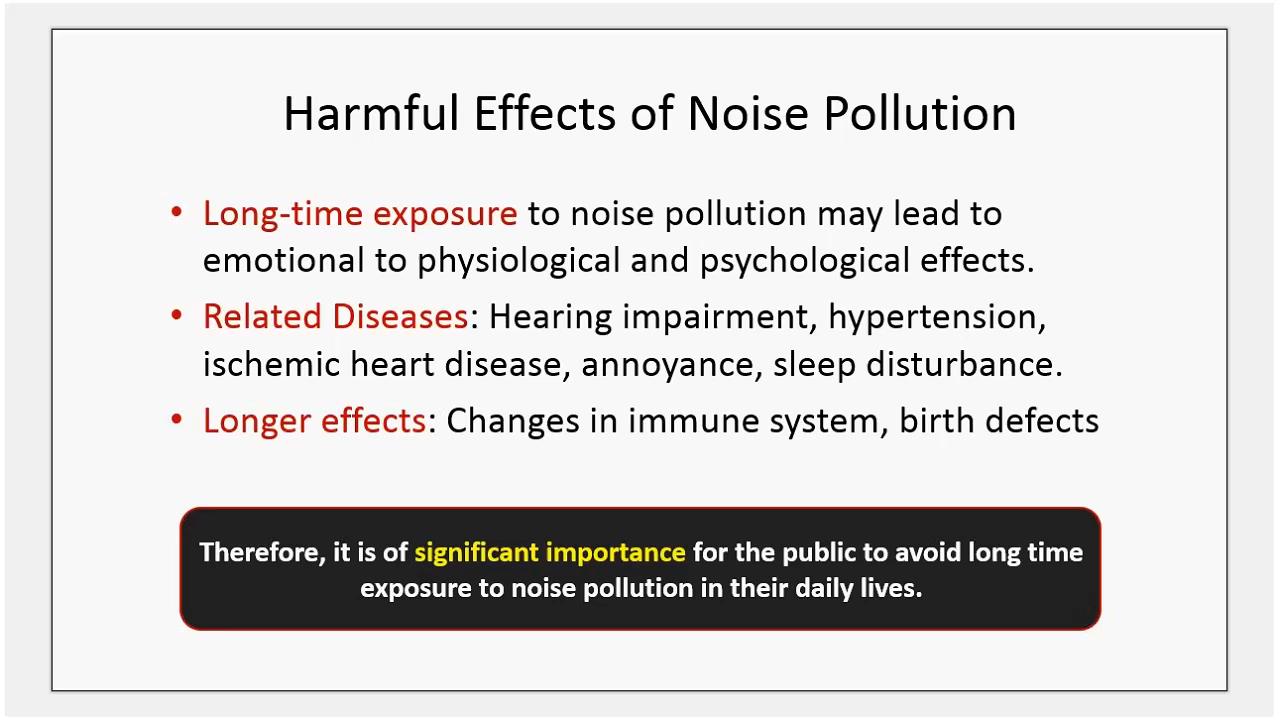 Harmful Effects of Noise Pollution
• Long-time exposure to noise pollution may lead to
emotional to physiological and psychological effects.
• Related Diseases: Hearing impairment, hypertension,
ischemic heart disease, annoyance, sleep disturbance.
• Longer effects: Changes in immune system, birth defects
Therefore, it is of significant importance for the public to avoid long time
exposure to noise pollution in their daily lives.